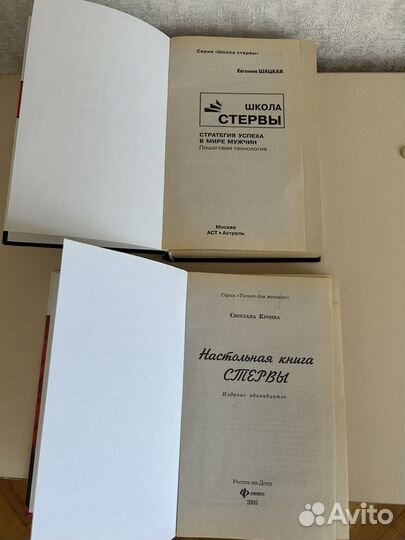 Серия «Школа стервы»
Евгения ШАЦКАЯ
ШКОЛА
СТЕРВЫ
СТРАТЕГИЯ УСПЕХА
В МИРЕ МУЖЧИН
Пошаговая технология
Москва
АСТ • Астрель
Серия «Только для женщин»
Светлана Кронна
Настольная книга
СТЕРВЫ
Издание одиннадцатое
Ростов-на-Дону
Феникс
2005
Avito